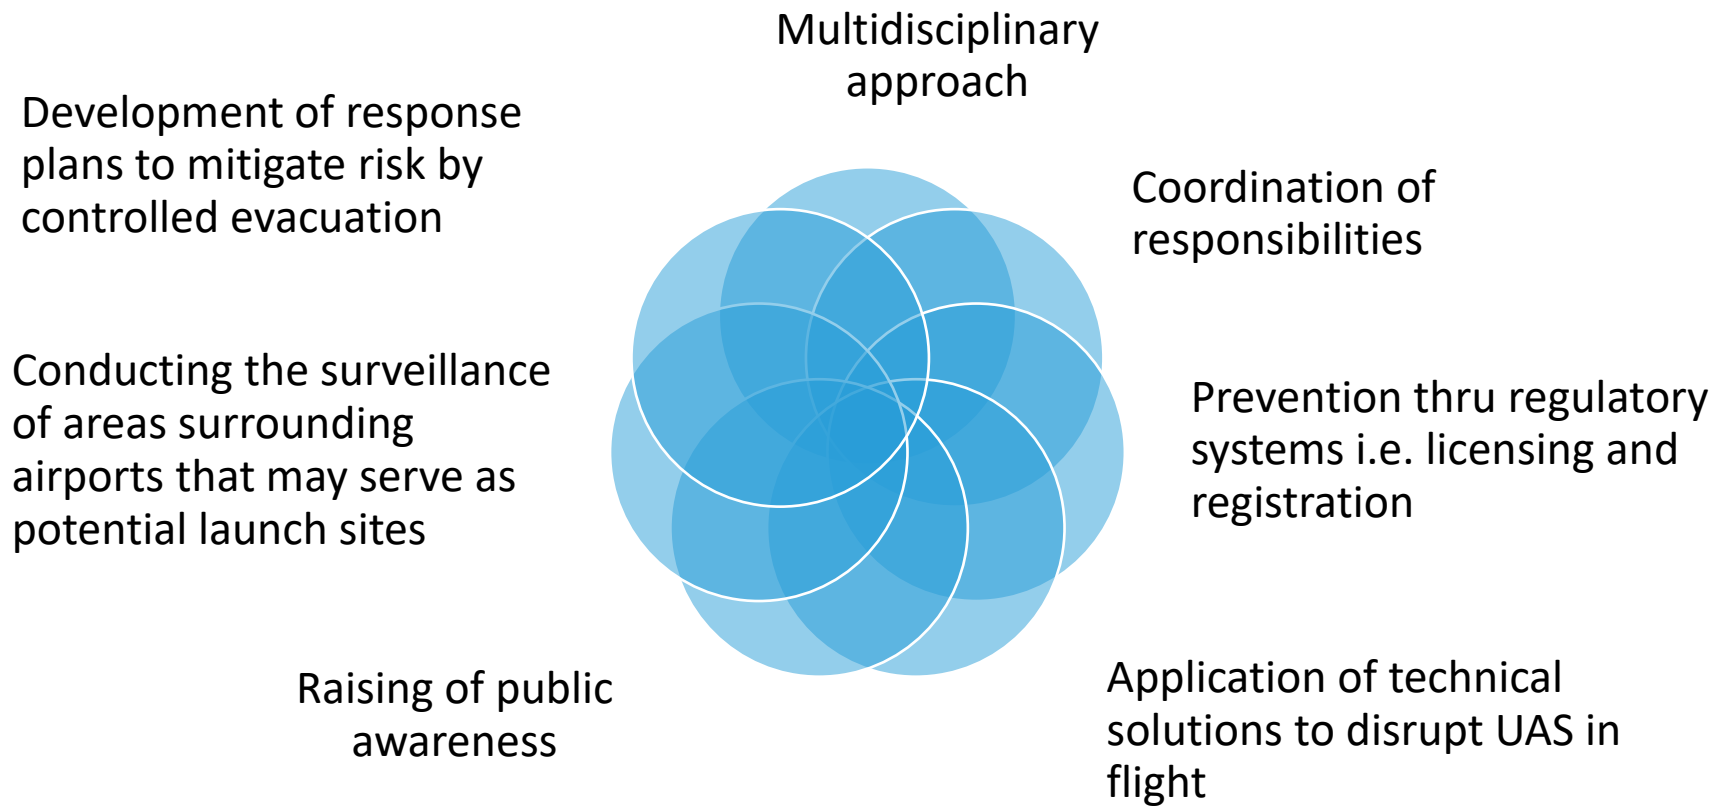 Multidisciplinary
approach
Coordination of
responsibilities
Prevention thru regulatory
systems i.e. licensing and
registration
Application of technical
solutions to disrupt UAS in
flight
Raising of public
awareness
Conducting the surveillance
of areas surrounding
airports that may serve as
potential launch sites
Development of response
plans to mitigate risk by
controlled evacuation